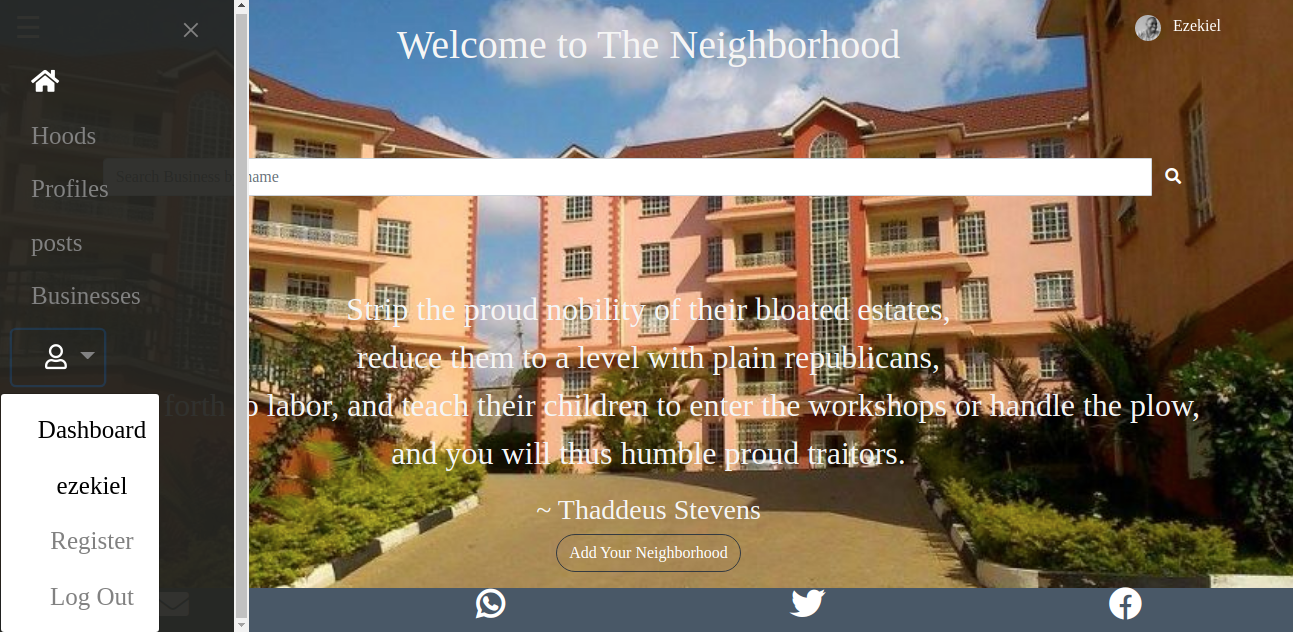 Welcome to The Neighborhood
Ezekiel
Hoods
Profiles
posts
Businesses
Search Business by name
Dashboard
ezekiel
Register
Log Out
Strip the proud nobility of their bloated estates,
reduce them to a level with plain republicans,
forth to labor, and teach their children to enter the workshops or handle the plow,
and you will thus humble proud traitors.
~ Thaddeus Stevens
Add Your Neighborhood